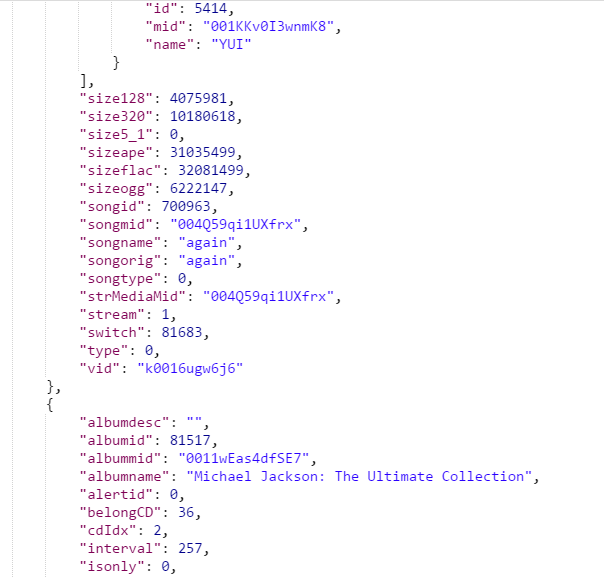 "id": 5414,
"mid": "001KKv0I3wnmK8",
"name": "YUI"
}
],
"size128": 4075981,
"size320": 10180618,
"size5_1": 0,
"sizeape": 31035499,
"sizeflac": 32081499,
"sizeogg": 6222147,
"songid": 700963,
"songmid": "004Q59qi1UXfrx",
"songname": "again",
"songorig": "again",
"songtype": 0,
"strMediaMid": "004Q59qi1UXfrx",
"stream": 1,
"switch": 81683,
"type": 0,
"vid": "k0016ugw6j6"
},
{
"albumdesc": "",
"albumid": 81517,
"albummid": "0011wEas4dfSE7",
"albumname": "Michael Jackson: The Ultimate Collection",
"alertid": 0,
"belongCD": 36,
"cdIdx": 2,
"interval": 257,
"isonly": 0,